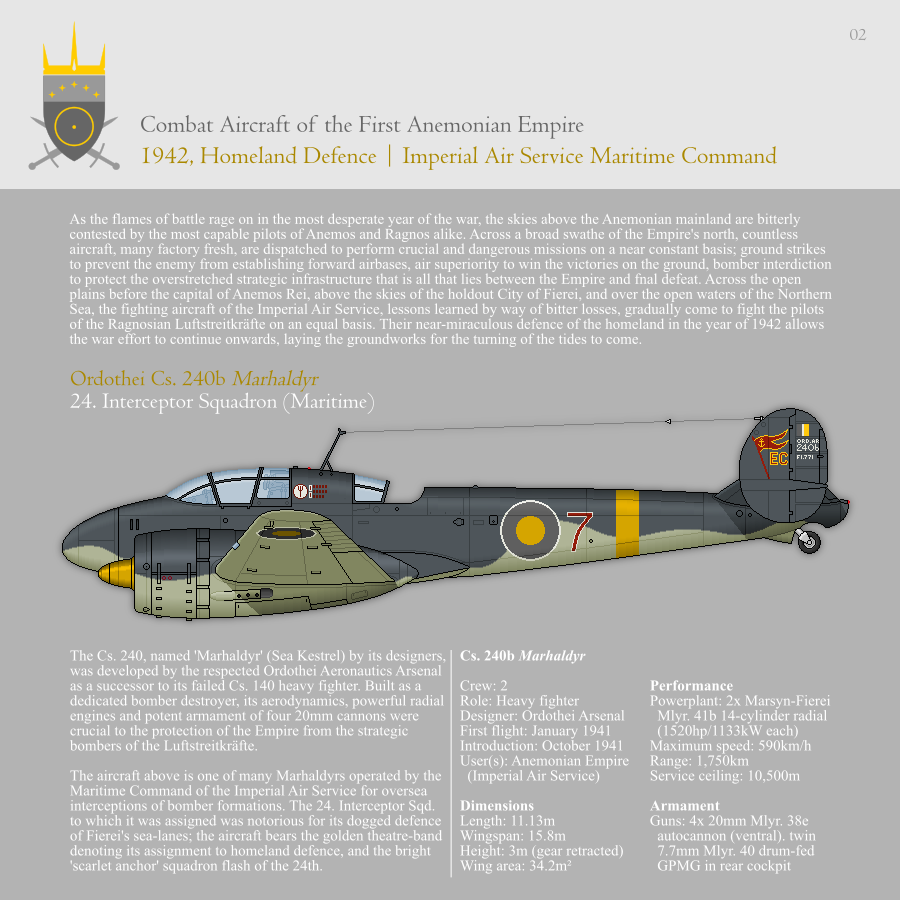 02
Combat Aircraft of the First Anemonian Empire
1942, Homeland Defence | Imperial Air Service Maritime Command
As the flames of battle rage on in the most desperate year of the war, the skies above the Anemonian mainland are bitterly
contested by the most capable pilots of Anemos and Ragnos alike. Across a broad swathe of the Empire's north, countless
aircraft, many factory fresh, are dispatched to perform crucial and dangerous missions on a near constant basis; ground strikes
to prevent the enemy from establishing forward airbases, air superiority to win the victories on the ground, bomber interdiction
to protect the overstretched strategic infrastructure that is all that lies between the Empire and fnal defeat. Across the open
plains before the capital of Anemos Rei, above the skies of the holdout City of Fierei, and over the open waters of the Northern
Sea, the fighting aircraft of the Imperial Air Service, lessons learned by way of bitter losses, gradually come to fight the pilots
of the Ragnosian Luftstreitkräfte on an equal basis. Their near-miraculous defence of the homeland in the year of 1942 allows
the war effort to continue onwards, laying the groundworks for the turning of the tides to come.
Ordothei Cs. 240b Marhaldyr
24. Interceptor Squadron (Maritime)
EC
ORD.AR
240b
F1.771
7
The Cs. 240, named 'Marhaldyr' (Sea Kestrel) by its designers,
was developed by the respected Ordothei Aeronautics Arsenal
as a successor to its failed Cs. 140 heavy fighter. Built as a
dedicated bomber destroyer, its aerodynamics, powerful radial
engines and potent armament of four 20mm cannons were
crucial to the protection of the Empire from the strategic
bombers of the Luftstreitkräfte.
The aircraft above is one of many Marhaldyrs operated by the
Maritime Command of the Imperial Air Service for oversea
interceptions of bomber formations. The 24. Interceptor Sqd.
to which it was assigned was notorious for its dogged defence
of Fierei's sea-lanes; the aircraft bears the golden theatre-band
denoting its assignment to homeland defence, and the bright
'scarlet anchor' squadron flash of the 24th.
Cs. 240b Marhaldyr
Crew: 2
Role: Heavy fighter
Designer: Ordothei Arsenal
First flight: January 1941
Introduction: October 1941
User(s): Anemonian Empire
(Imperial Air Service)
Dimensions
Length: 11.13m
Wingspan: 15.8m
Height: 3m (gear retracted)
Wing area: 34.2m²
Performance
Powerplant: 2x Marsyn-Fierei
Mlyr. 41b 14-cylinder radial
(1520hp/1133kW each)
Maximum speed: 590km/h
Range: 1,750km
Service ceiling: 10,500m
Armament
Guns: 4x 20mm Mlyr. 38e
autocannon (ventral). twin
7.7mm Mlyr. 40 drum-fed
GPMG in rear cockpit